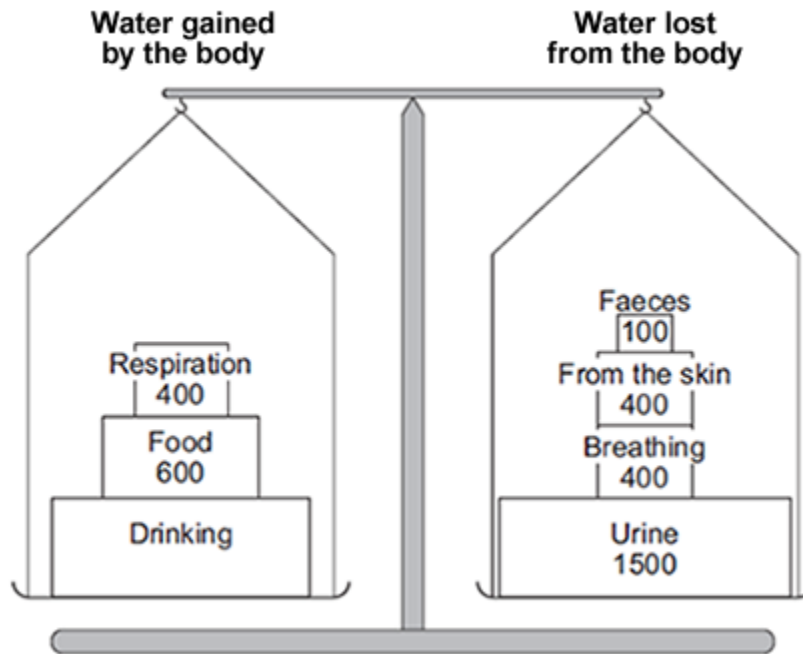 Water gained
by the body
Water lost
from the body
Respiration
400
Food
600
Drinking
Faeces
100
From the skin
400
Breathing
400
Urine
1500